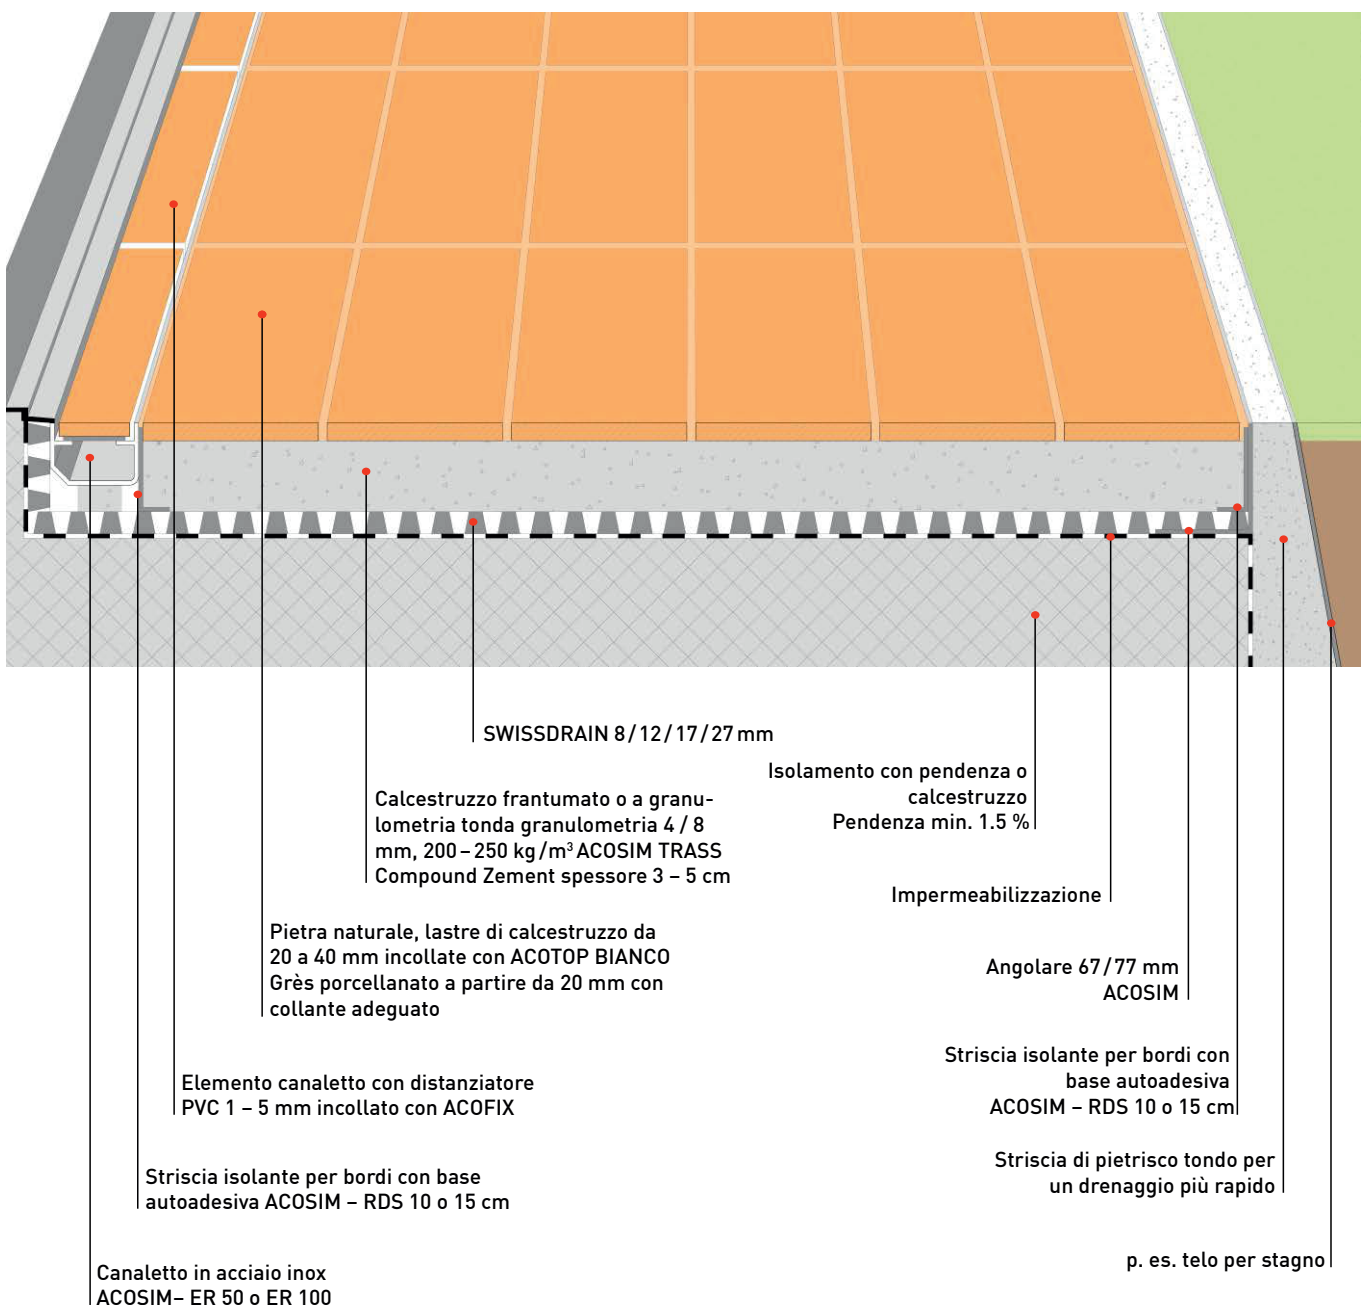 SWISSDRAIN 8/12/17/27 mm
Isolamento con pendenza o
calcestruzzo
Pendenza min. 1.5 %
Calcestruzzo frantumato o a granu-
lometria tonda granulometria 4 / 8
mm, 200–250 kg/m³ ACOSIM TRASS
Compound Zement spessore 3 – 5 cm
Impermeabilizzazione
Pietra naturale, lastre di calcestruzzo da
20 a 40 mm incollate con ACOTOP BIANCO
Grès porcellanato a partire da 20 mm con
collante adeguato
Angolare 67/77 mm
ACOSIM
Striscia isolante per bordi con
base autoadesiva
ACOSIM – RDS 10 o 15 cm
Elemento canaletto con distanziatore
PVC 1 – 5 mm incollato con ACOFIX
Striscia di pietrisco tondo per
un drenaggio più rapido
Striscia isolante per bordi con base
autoadesiva ACOSIM – RDS 10 o 15 cm
p. es. telo per stagno
Canaletto in acciaio inox
ACOSIM– ER 50 o ER 100